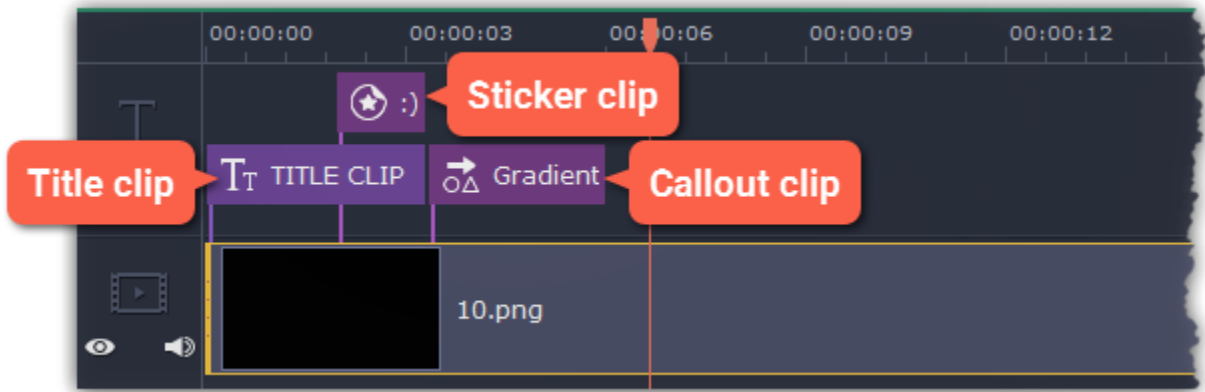 00:00:00 00:00:03 00:00:06 00:00:09 00:00:12
:) Sticker clip
Title clip TT TITLE CLIP Gradient Callout clip
10.png